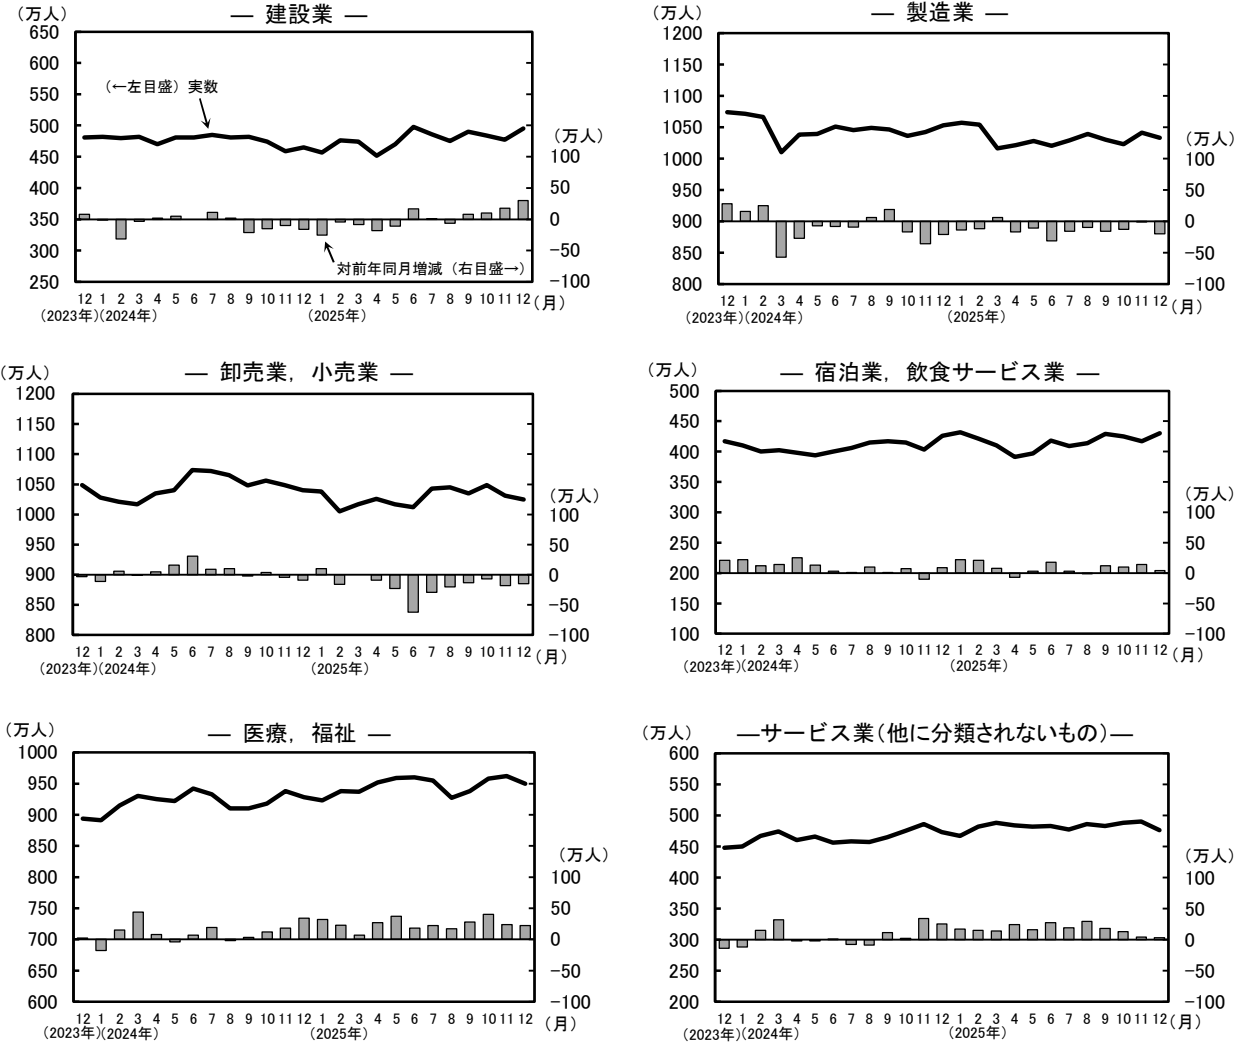 (万人)
― 建設業 ―
650
600
550
500
450
400
350
300
250
(←左目盛) 実数
(万人)
100
50
0
-50
-100
対前年同月増減 (右目盛→)
12 1 2 3 4 5 6 7 8 9 10 11 12 1 2 3 4 5 6 7 8 9 10 11 12 (月)
(2023年)(2024年) (2025年)
(万人)
― 製造業 ―
1200
1150
1100
1050
1000
950
900
850
800
(万人)
100
50
0
-50
-100
12 1 2 3 4 5 6 7 8 9 10 11 12 1 2 3 4 5 6 7 8 9 10 11 12 (月)
(2023年)(2024年) (2025年)
(万人)
― 卸売業, 小売業 ―
1200
1150
1100
1050
1000
950
900
850
800
(万人)
100
50
0
-50
-100
12 1 2 3 4 5 6 7 8 9 10 11 12 1 2 3 4 5 6 7 8 9 10 11 12 (月)
(2023年)(2024年) (2025年)
(万人)
― 宿泊業, 飲食サービス業 ―
500
450
400
350
300
250
200
150
100
(万人)
100
50
0
-50
-100
12 1 2 3 4 5 6 7 8 9 10 11 12 1 2 3 4 5 6 7 8 9 10 11 12 (月)
(2023年)(2024年) (2025年)
(万人)
― 医療, 福祉 ―
1000
950
900
850
800
750
700
650
600
(万人)
100
50
0
-50
-100
12 1 2 3 4 5 6 7 8 9 10 11 12 1 2 3 4 5 6 7 8 9 10 11 12 (月)
(2023年)(2024年) (2025年)
(万人)
―サービス業(他に分類されないもの)―
600
550
500
450
400
350
300
250
200
(万人)
100
50
0
-50
-100
12 1 2 3 4 5 6 7 8 9 10 11 12 1 2 3 4 5 6 7 8 9 10 11 12 (月)
(2023年)(2024年) (2025年)